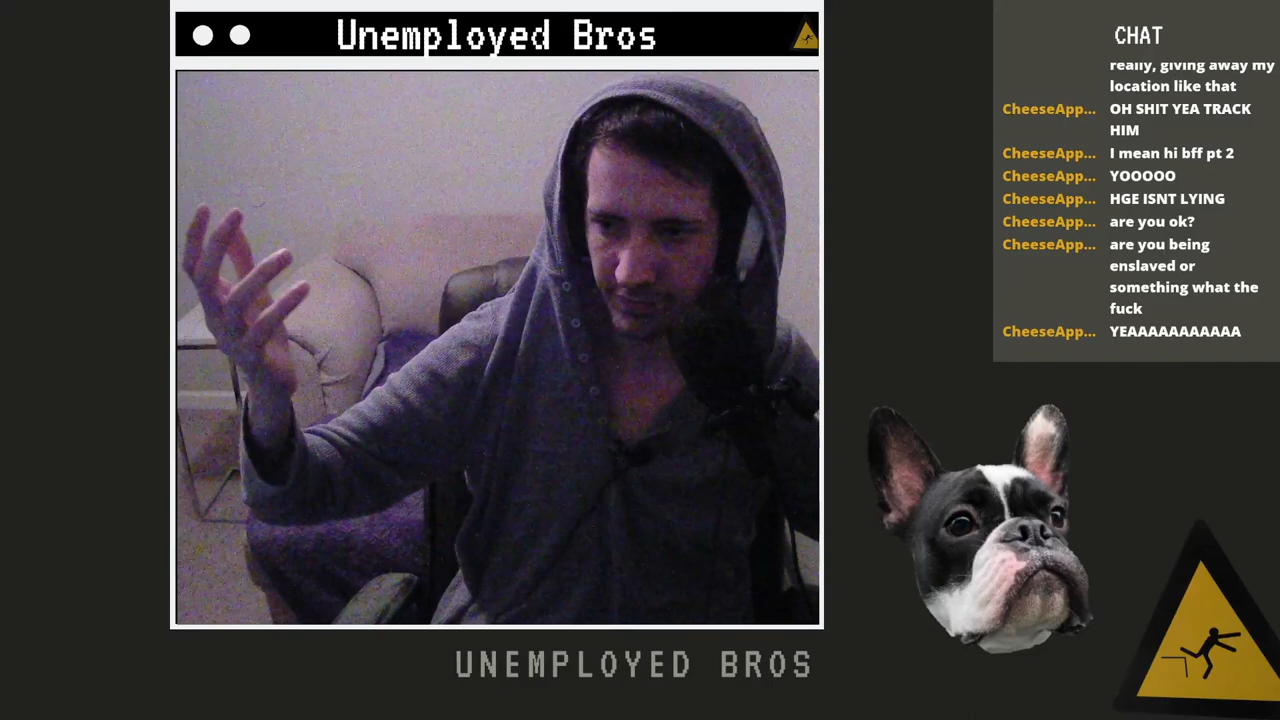 Unemployed Bros
CHAT
really, giving away my
location like that
CheeseApp... OH SHIT YEA TRACK
HIM
CheeseApp... I mean hi bff pt 2
CheeseApp... YOOOOO
CheeseApp... HGE ISNT LYING
CheeseApp... are you ok?
CheeseApp... are you being
enslaved or
something what the
fuck
CheeseApp... YEAAAAAAAAAAA
UNEMPLOYED BROS